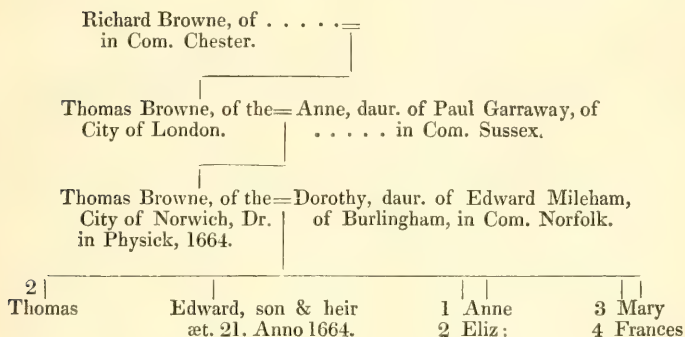 Richard Browne, of . . . . . =
in Com. Chester.
Thomas Browne, of the = Anne, daur. of Paul Garraway, of
City of London. . . . . . in Com. Sussex.
Thomas Browne, of the = Dorothy, daur. of Edward Mileham,
City of Norwich, Dr. of Burlingham, in Com. Norfolk.
in Physick, 1664.
2
Thomas Edward, son & heir 1 Anne 3 Mary
æt. 21. Anno 1664. 2 Eliz: 4 Frances